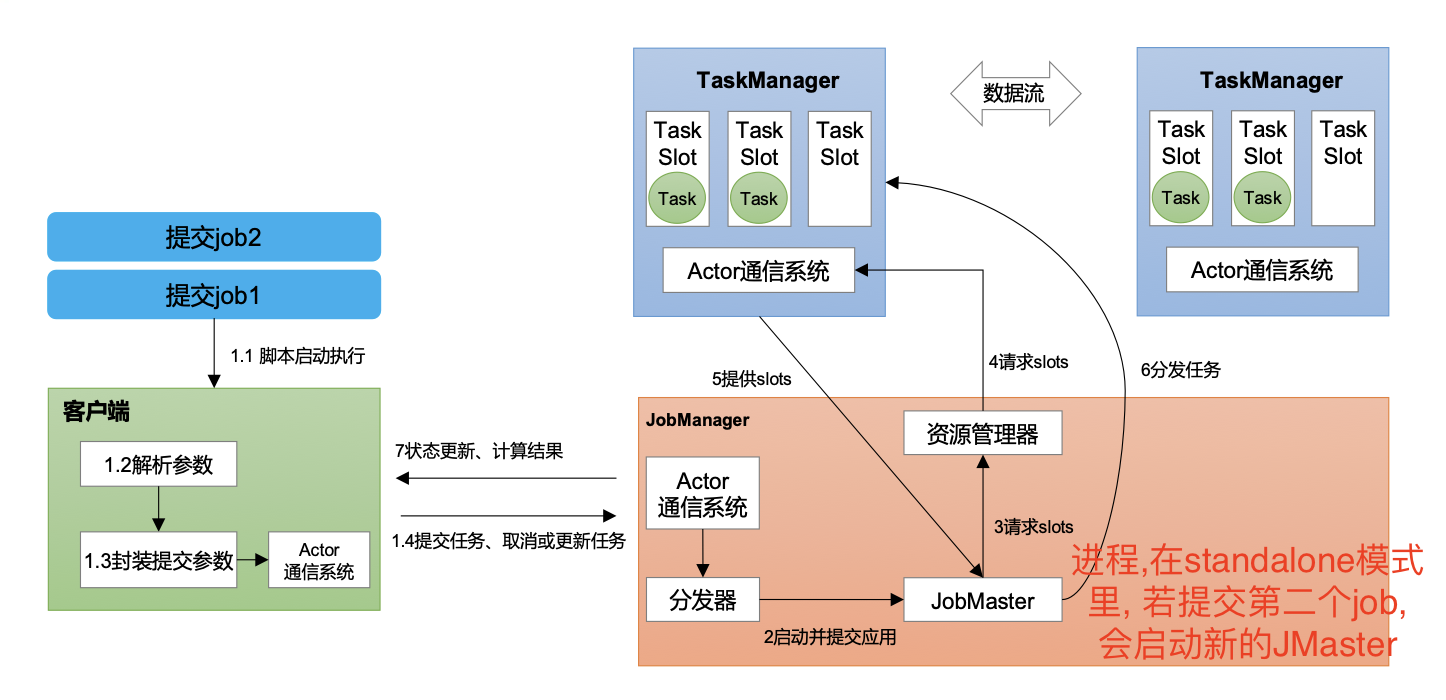 提交job2
提交job1
1.1 脚本启动执行
客户端
1.2解析参数
1.3封装提交参数
Actor
通信系统
7状态更新、计算结果
1.4提交任务、取消或更新任务
TaskManager
Task
Slot
Task
Task
Slot
Task
Task
Slot
Actor通信系统
数据流
TaskManager
Task
Slot
Task
Task
Slot
Task
Task
Slot
Actor通信系统
5提供slots
4请求slots
6分发任务
JobManager
资源管理器
Actor
通信系统
3请求slots
分发器
2启动并提交应用
JobMaster
进程,在standalone模式
里, 若提交第二个job,
会启动新的JMaster